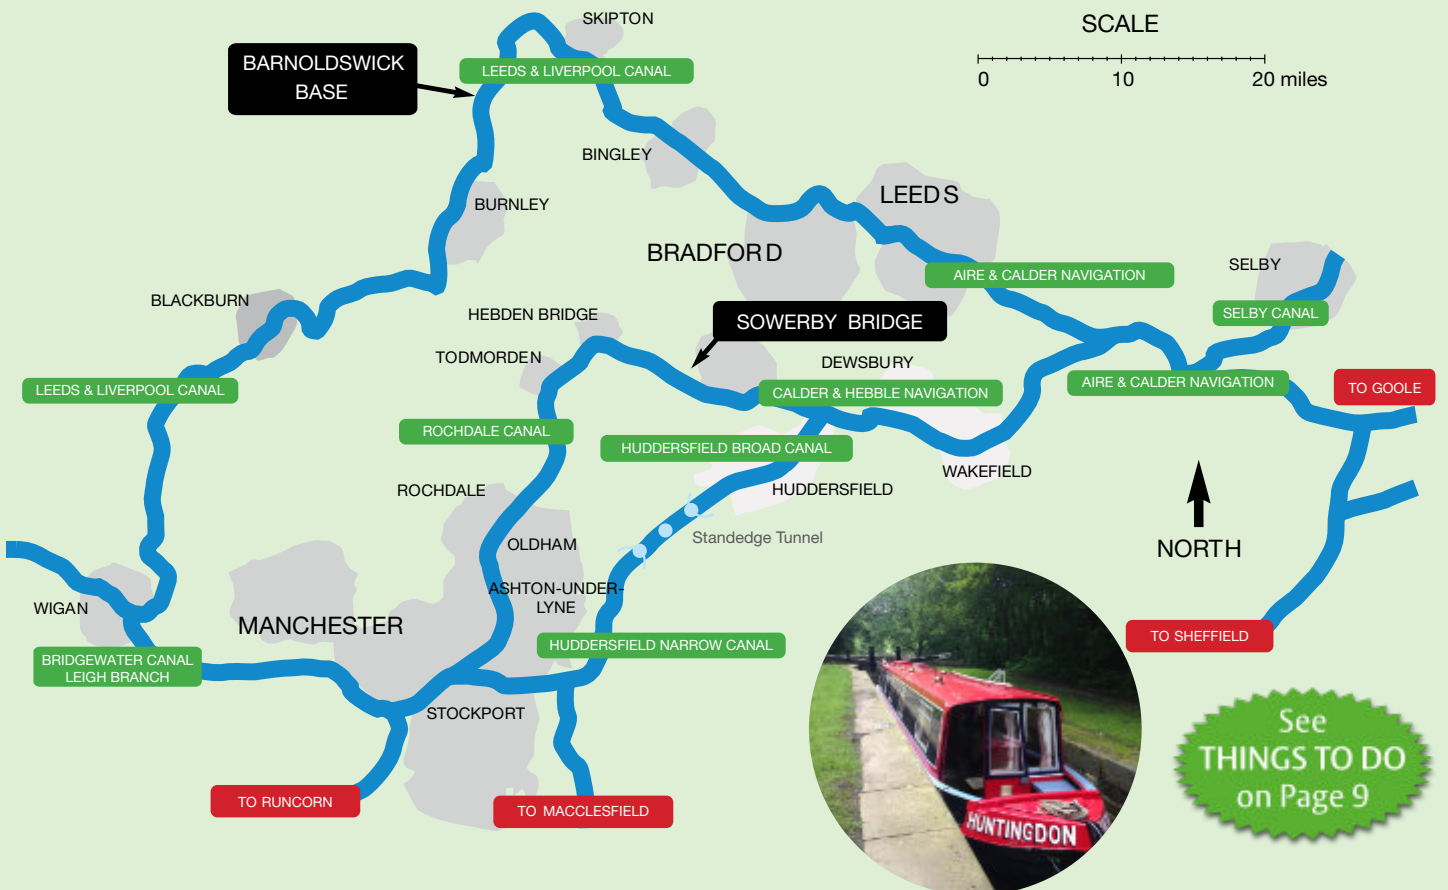 SKIPTON
SCALE
0 10 20 miles
BARNOLDSWICK
BASE
LEEDS & LIVERPOOL CANAL
BINGLEY
LEEDS
BURNLEY
BRADFORD
AIRE & CALDER NAVIGATION
SELBY
BLACKBURN
HEBDEN BRIDGE
SELBY CANAL
SOWERBY BRIDGE
TODMORDEN
DEWSBURY
LEEDS & LIVERPOOL CANAL
CALDER & HEBBLE NAVIGATION
AIRE & CALDER NAVIGATION
TO GOOLE
ROCHDALE CANAL
HUDDERSFIELD BROAD CANAL
WAKEFIELD
ROCHDALE
HUDDERSFIELD
Standedge Tunnel
OLDHAM
NORTH
ASHTON-UNDER-
LYNE
WIGAN
MANCHESTER
TO SHEFFIELD
HUDDERSFIELD NARROW CANAL
BRIDGEWATER CANAL
LEIGH BRANCH
STOCKPORT
See
THINGS TO DO
on Page 9
TO RUNCORN
TO MACCLESFIELD
HUNTINGDON